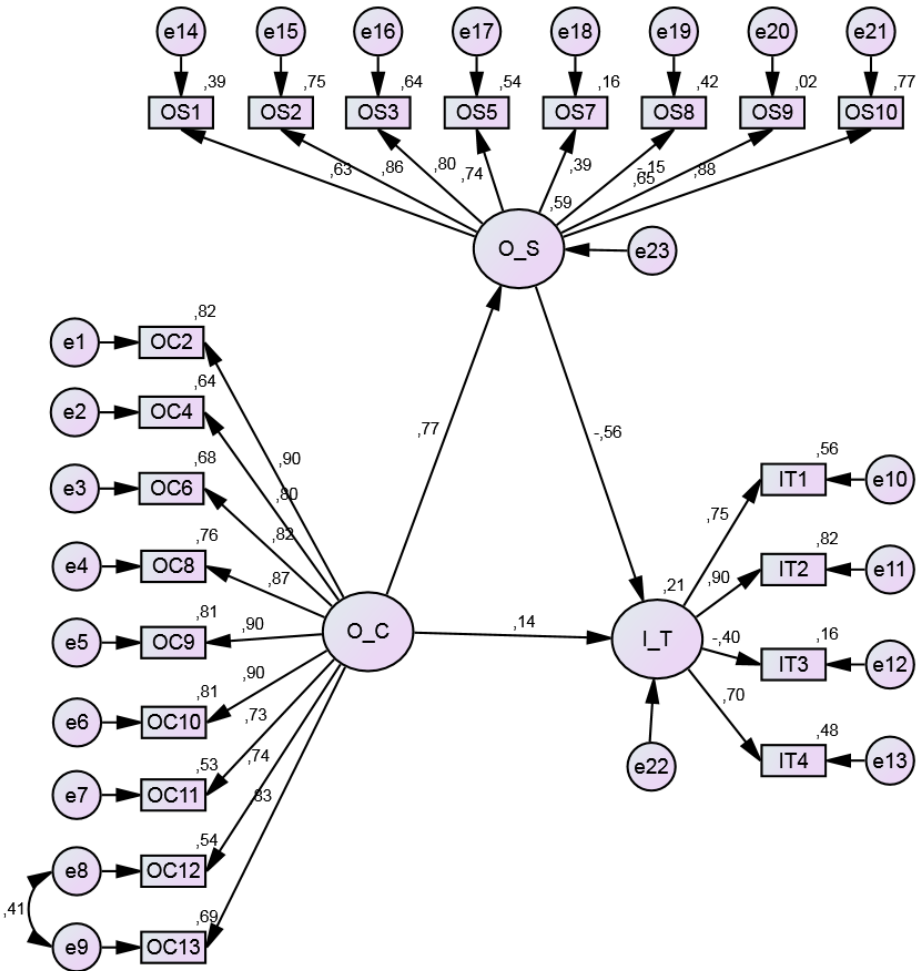 e14 e15 e16 e17 e18 e19 e20 e21
,39 ,75 ,64 ,54 ,16 ,42 ,02 ,77
OS1 OS2 OS3 OS5 OS7 OS8 OS9 OS10
,63 ,86 ,80 ,74 ,39 ,65 -,15 ,88
,59
O_S
e23
,82
e1 OC2
,64
e2 OC4
,77
-,56
,68
e3 OC6
,90
,80
,82
,56
IT1 e10
,76
e4 OC8
,87
,75
,82
,90
IT2 e11
,81
e5 OC9
,90
O_C
,14
,21
I_T
-,40
,16
IT3 e12
,81
e6 OC10
,90
,73
,70
,48
IT4 e13
e22
,53
e7 OC11
,74
,83
,54
e8 OC12
,41
,69
e9 OC13